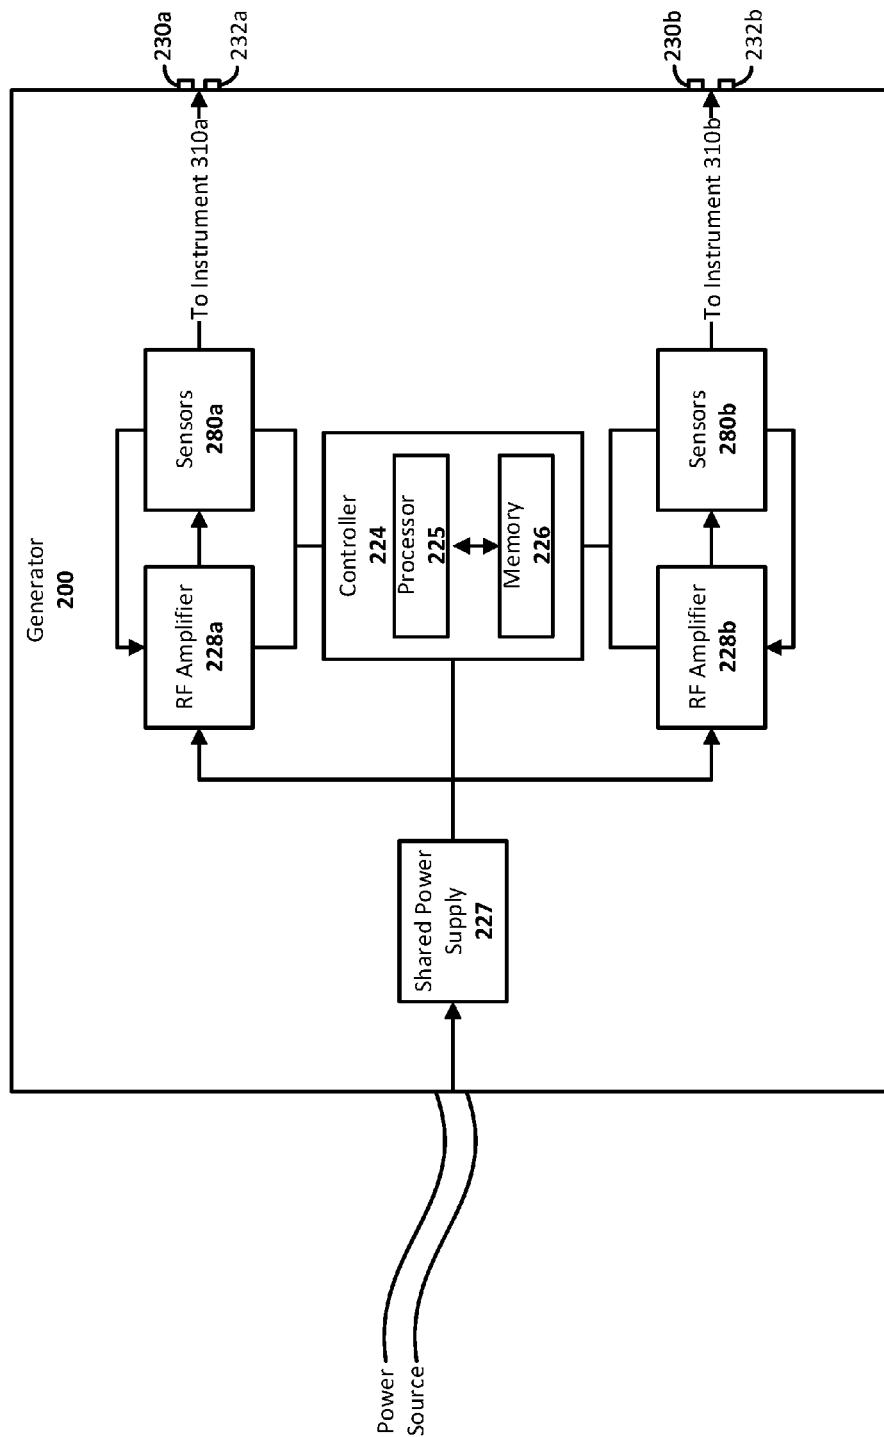 Generator
200
230a
232a
RF Amplifier
228a
Sensors
280a
To Instrument 310a
Controller
224
Processor
225
Memory
226
Power
Source
Shared Power
Supply
227
RF Amplifier
228b
Sensors
280b
To Instrument 310b
230b
232b